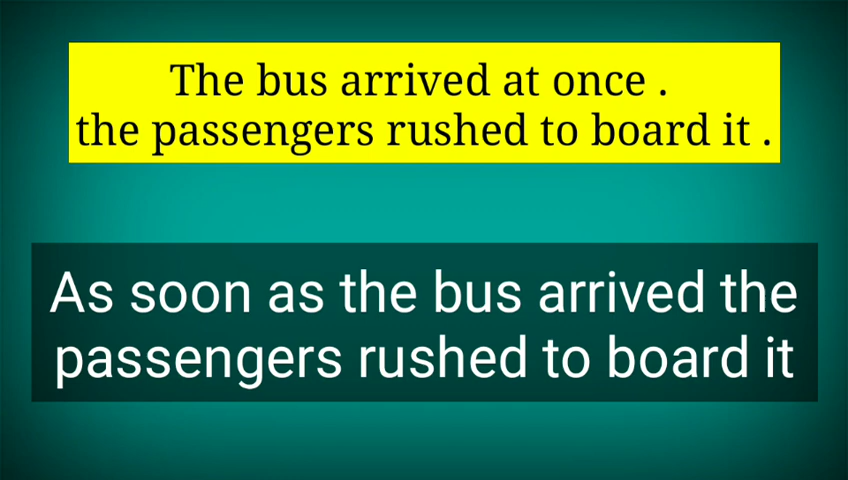 The bus arrived at once .
the passengers rushed to board it .
As soon as the bus arrived the
passengers rushed to board it